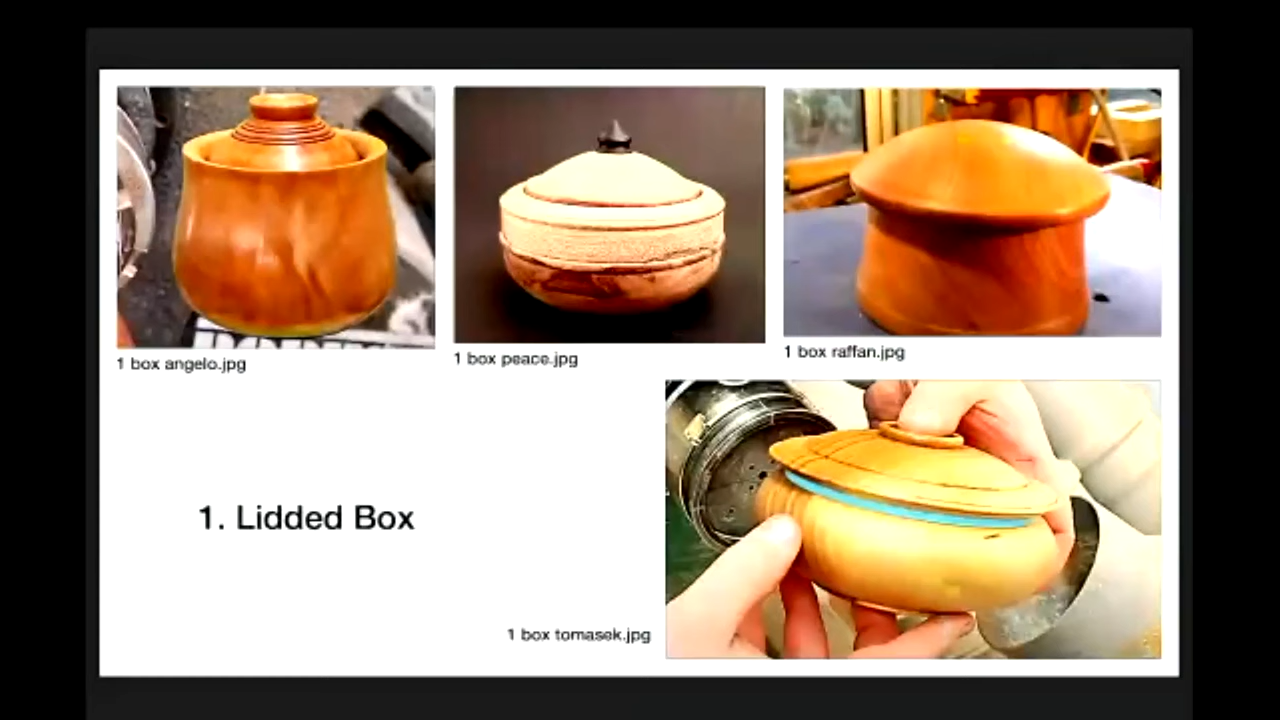 1 box angelo.jpg
1 box peace.jpg
1 box raffan.jpg
1. Lidded Box
1 box tomasek.jpg